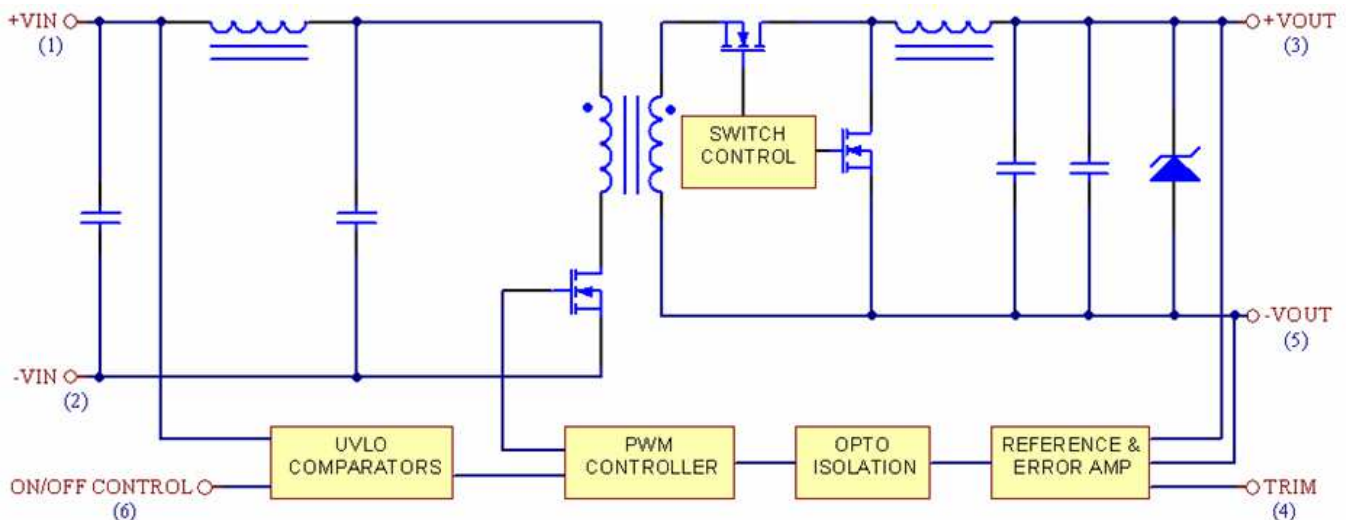 +VIN
(1)
+VOUT
(3)
SWITCH
CONTROL
-VOUT
(5)
-VIN
(2)
UVLO
COMPARATORS
PWM
CONTROLLER
OPTO
ISOLATION
REFERENCE &
ERROR AMP
ON/OFF CONTROL
(6)
TRIM
(4)